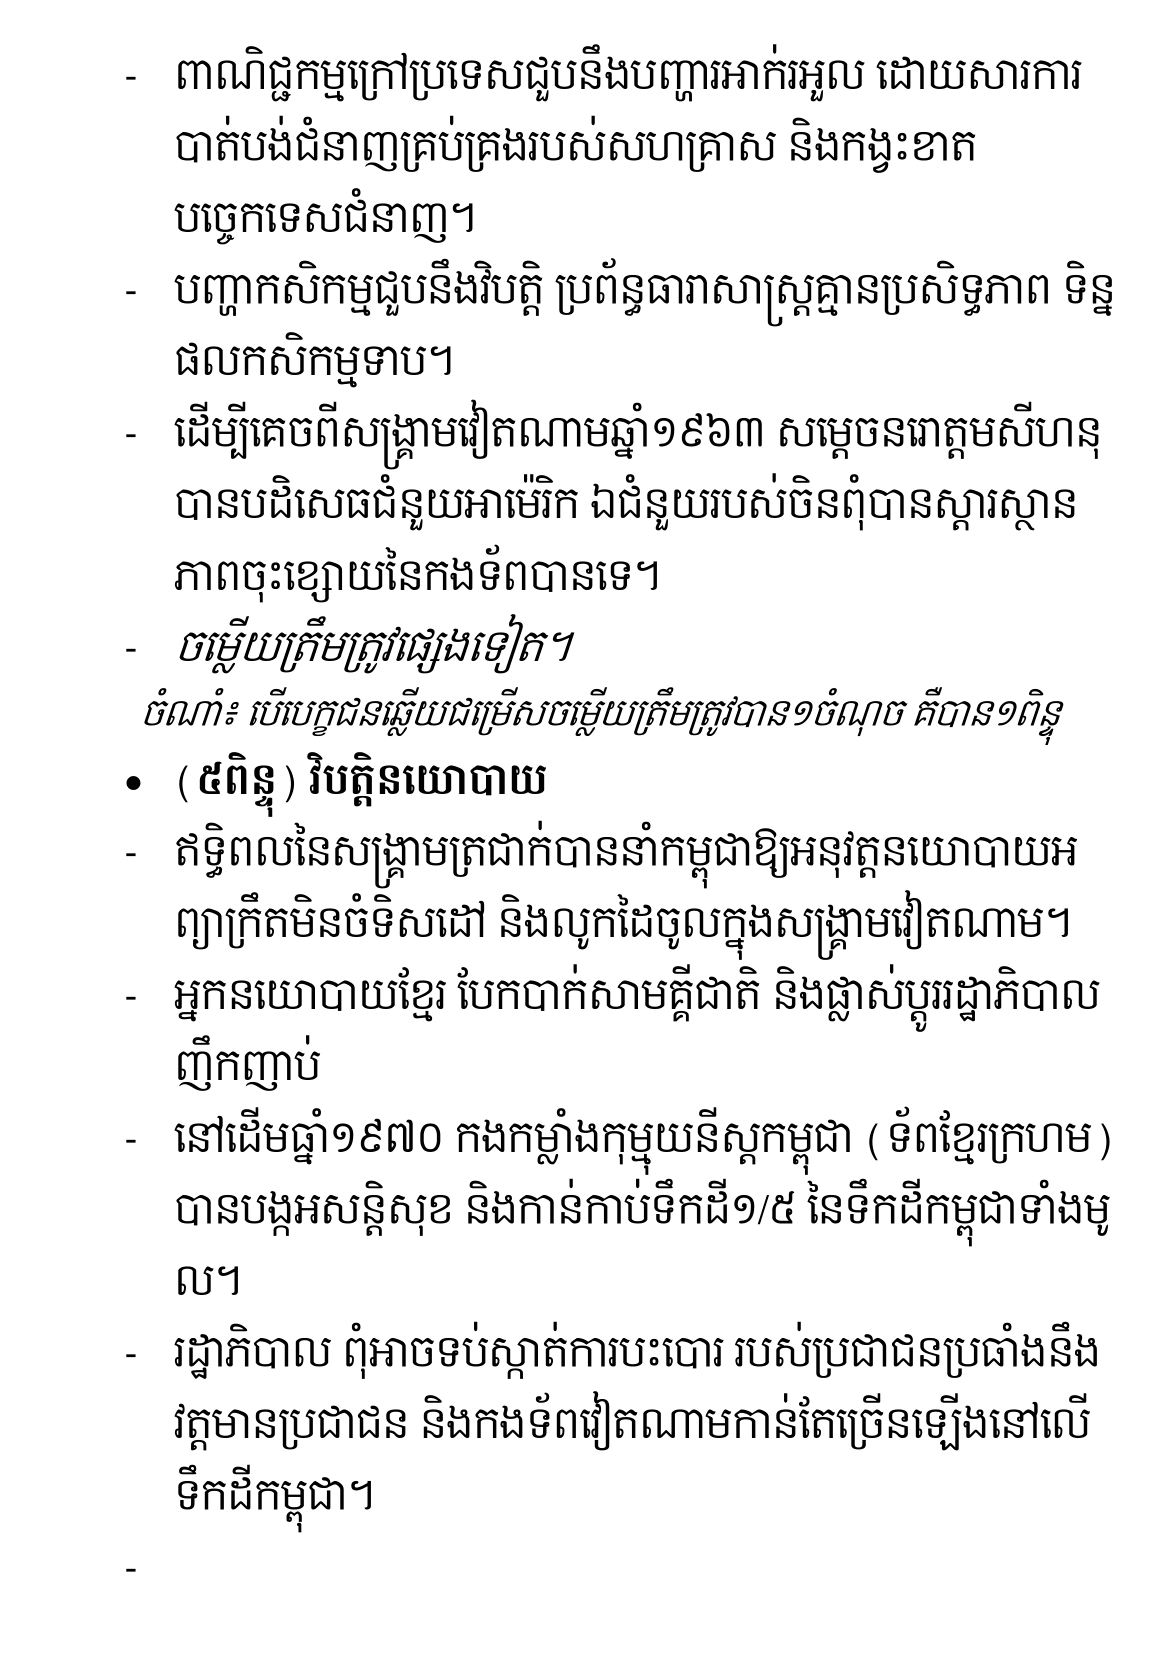 - ពាណិជ្ជកម្មក្រៅប្រទេសជួបនឹងបញ្ហារអាក់រអួល ដោយសារការ
បាត់បង់ជំនាញគ្រប់គ្រងរបស់សហគ្រាស និងកង្វះខាត
បច្ចេកទេសជំនាញ។
- បញ្ហាកសិកម្មជួបនឹងវិបត្តិ ប្រព័ន្ធធារាសាស្ត្រគ្មានប្រសិទ្ធភាព ទិន្ន
ផលកសិកម្មទាប។
- ដើម្បីគេចពីសង្គ្រាមវៀតណាមឆ្នាំ១៩៦៣ សម្តេចនរោត្តមសីហនុ
បានបដិសេធជំនួយអាម៉េរិក ឯជំនួយរបស់ចិនពុំបានស្តារស្ថាន
ភាពចុះខ្សោយនៃកងទ័ពបានទេ។
- ចម្លើយត្រឹមត្រូវផ្សេងទៀត។
ចំណាំ៖ បើបេក្ខជនឆ្លើយជម្រើសចម្លើយត្រឹមត្រូវបាន១ចំណុច គឺបាន១ពិន្ទុ
• (៥ពិន្ទុ) វិបត្តិនយោបាយ
- ឥទ្ធិពលនៃសង្គ្រាមត្រជាក់បាននាំកម្ពុជាឱ្យអនុវត្តនយោបាយអ
ព្យាក្រឹតមិនចំទិសដៅ និងលូកដៃចូលក្នុងសង្គ្រាមវៀតណាម។
- អ្នកនយោបាយខ្មែរ បែកបាក់សាមគ្គីជាតិ និងផ្លាស់ប្តូររដ្ឋាភិបាល
ញឹកញាប់
- នៅដើមធ្នាំ១៩៧០ កងកម្លាំងកុម្មុយនីស្តកម្ពុជា (ទ័ពខ្មែរក្រហម)
បានបង្កអសន្តិសុខ និងកាន់កាប់ទឹកដី១/៥ នៃទឹកដីកម្ពុជាទាំងមូ
ល។
- រដ្ឋាភិបាល ពុំអាចទប់ស្កាត់ការបះបោរ របស់ប្រជាជនប្រធាំងនឹង
វត្តមានប្រជាជន និងកងទ័ពវៀតណាមកាន់តែច្រើនឡើងនៅលើ
ទឹកដីកម្ពុជា។
-